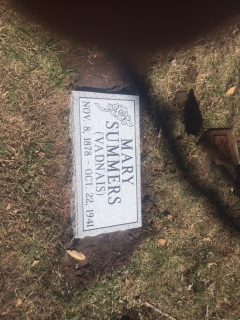 MARY
SUMMERS
(VADNAIS)
NOV. 8, 1878 - OCT. 22, 1941